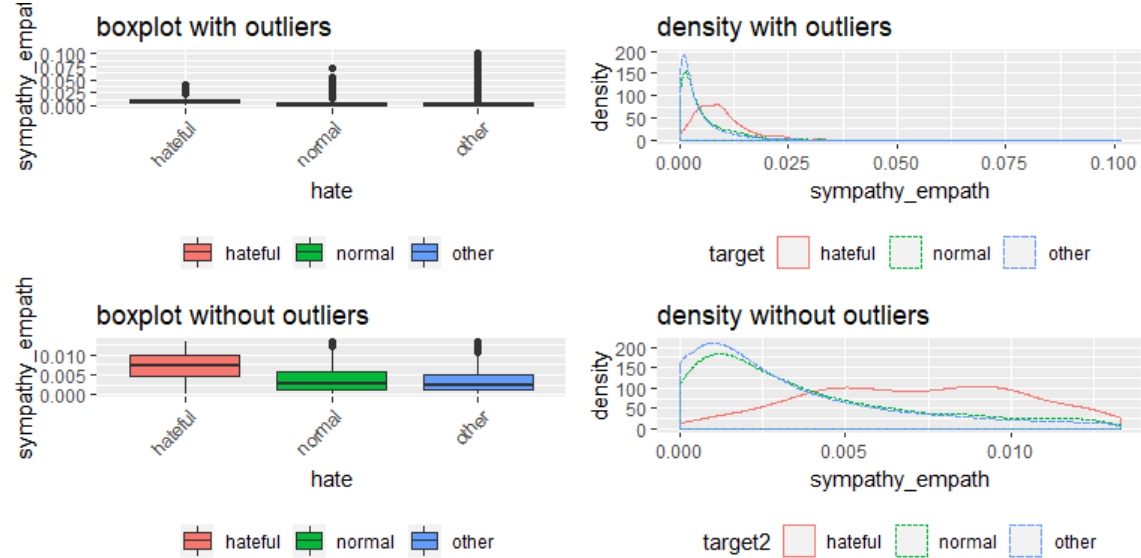 boxplot with outliers
sympathy_empath
0.100
0.075
0.050
0.025
0.000
hateful
normal
other
hate
hateful normal other
density with outliers
density
200
150
100
50
0
0.000 0.025 0.050 0.075 0.100
sympathy_empath
target hateful normal other
boxplot without outliers
sympathy_empath
0.010
0.005
0.000
hateful
normal
other
hate
hateful normal other
density without outliers
density
200
150
100
50
0
0.000 0.005 0.010
sympathy_empath
target2 hateful normal other